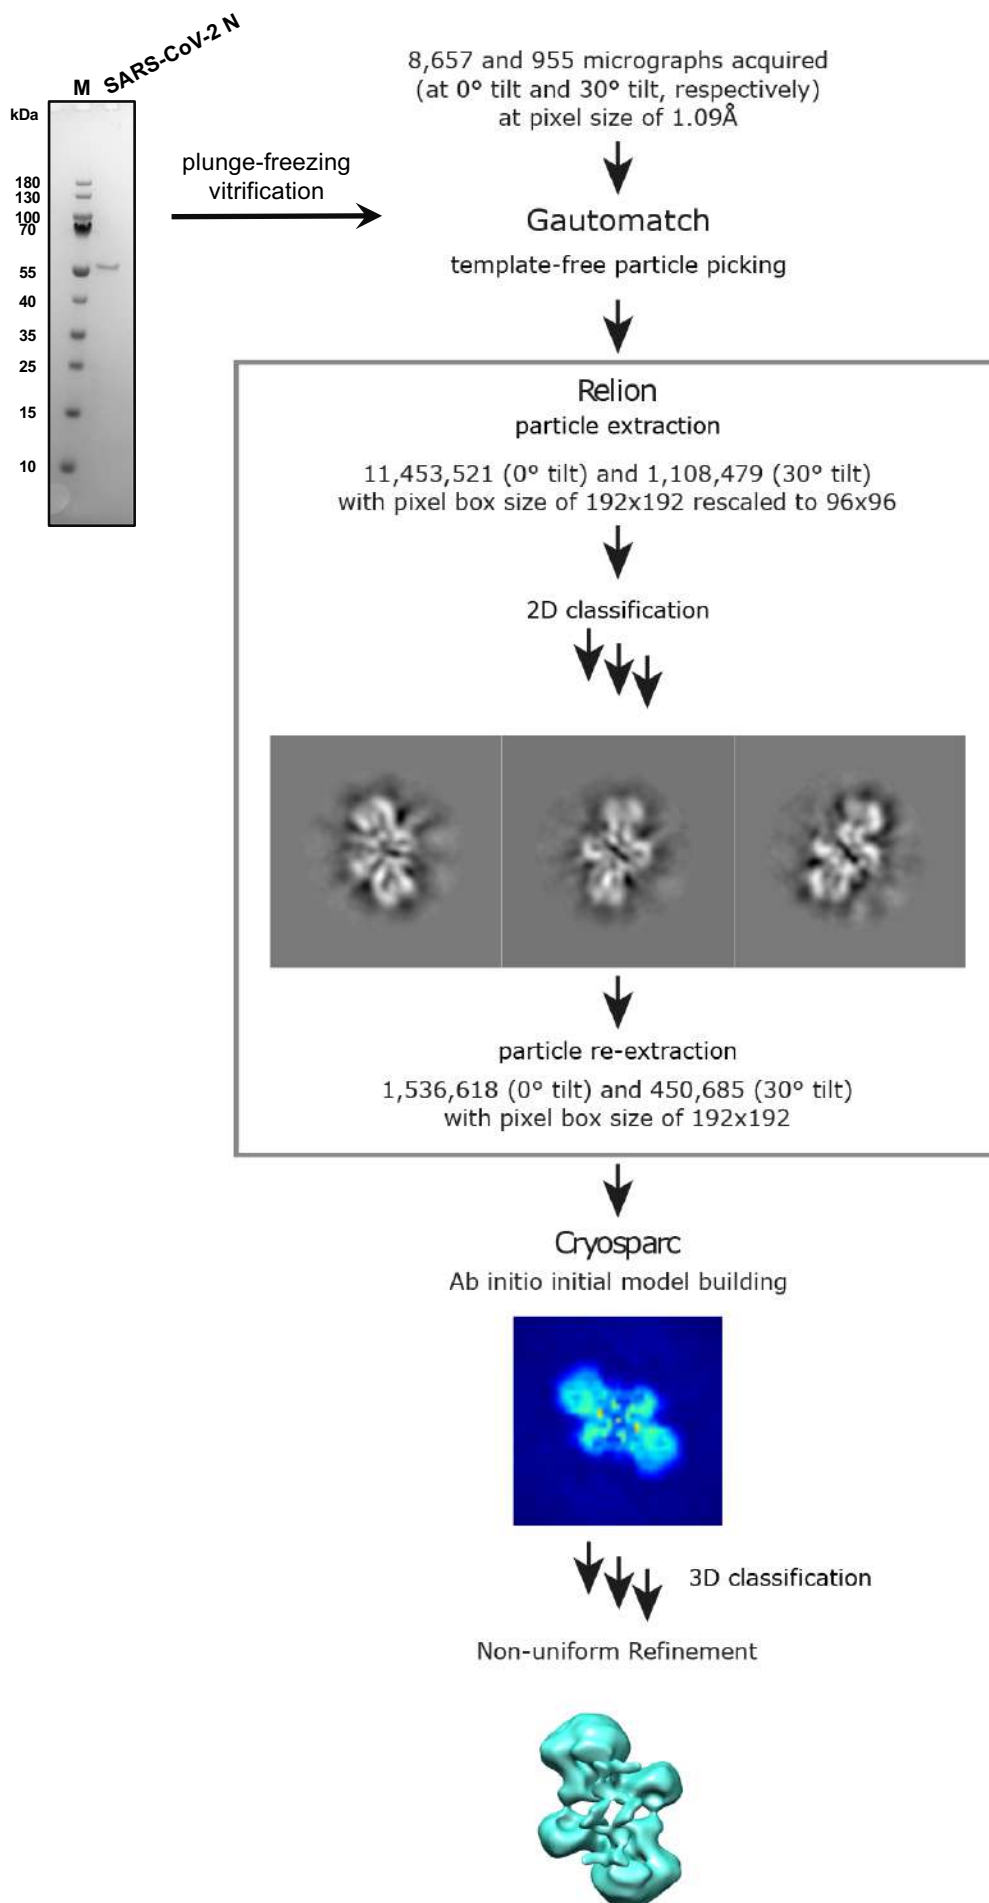 M SARS-CoV-2 N
kDa
180
130
100
70
55
40
35
25
15
10
plunge-freezing
vitrification
8,657 and 955 micrographs acquired
(at 0° tilt and 30° tilt, respectively)
at pixel size of 1.09Å
Gautomatch
template-free particle picking
Relion
particle extraction
11,453,521 (0° tilt) and 1,108,479 (30° tilt)
with pixel box size of 192x192 rescaled to 96x96
2D classification
particle re-extraction
1,536,618 (0° tilt) and 450,685 (30° tilt)
with pixel box size of 192x192
Cryosparc
Ab initio initial model building
3D classification
Non-uniform Refinement